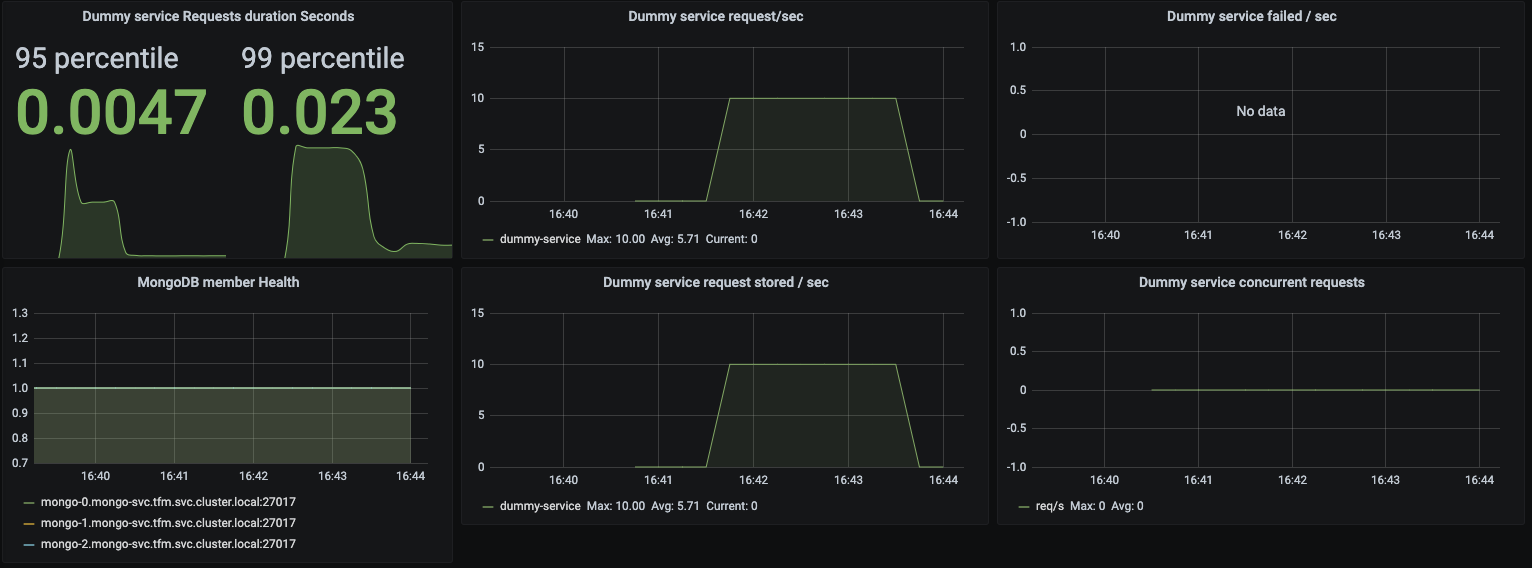 Dummy service Requests duration Seconds
95 percentile
0.0047
99 percentile
0.023
Dummy service request/sec
15
10
5
0
16:40 16:41 16:42 16:43 16:44
dummy-service Max: 10.00 Avg: 5.71 Current: 0
Dummy service failed / sec
1.0
0.5
0
-0.5
-1.0
No data
16:40 16:41 16:42 16:43 16:44
MongoDB member Health
1.3
1.2
1.1
1.0
0.9
0.8
0.7
16:40 16:41 16:42 16:43 16:44
mongo-0.mongo-svc.tfm.svc.cluster.local:27017
mongo-1.mongo-svc.tfm.svc.cluster.local:27017
mongo-2.mongo-svc.tfm.svc.cluster.local:27017
Dummy service request stored / sec
15
10
5
0
16:40 16:41 16:42 16:43 16:44
dummy-service Max: 10.00 Avg: 5.71 Current: 0
Dummy service concurrent requests
1.0
0.5
0
-0.5
-1.0
16:40 16:41 16:42 16:43 16:44
req/s Max: 0 Avg: 0